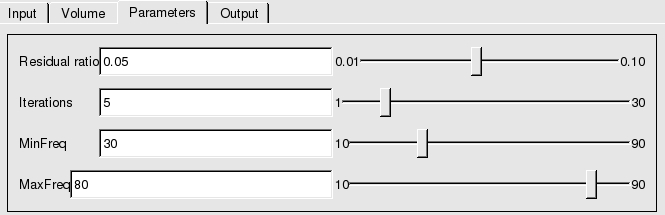 Input Volume Parameters Output
Residual ratio 0.05 0.01 0.10
Iterations 5 1 30
MinFreq 30 10 90
MaxFreq 80 10 90